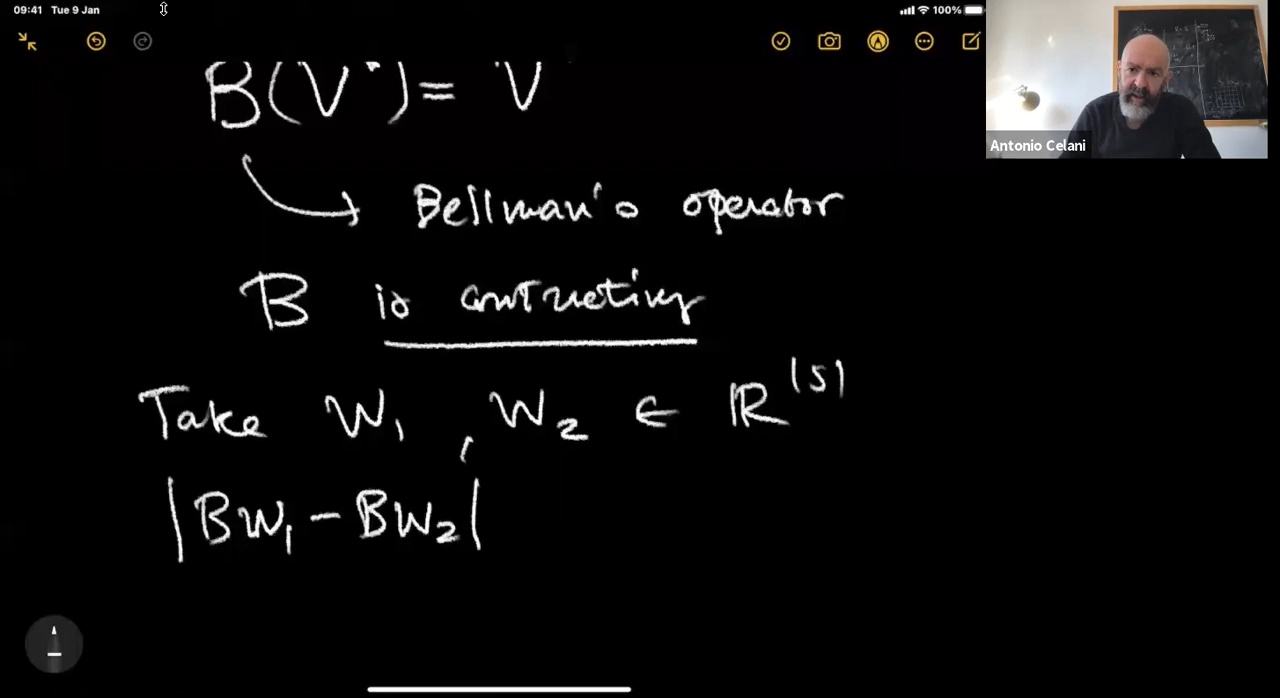 09:41 Tue 9 Jan
100%
B(V*) = V
Antonio Celani
Bellman's operator
B is contracting
Take W₁, W₂ ∈ ℝ^|S|
|BW₁ - BW₂|